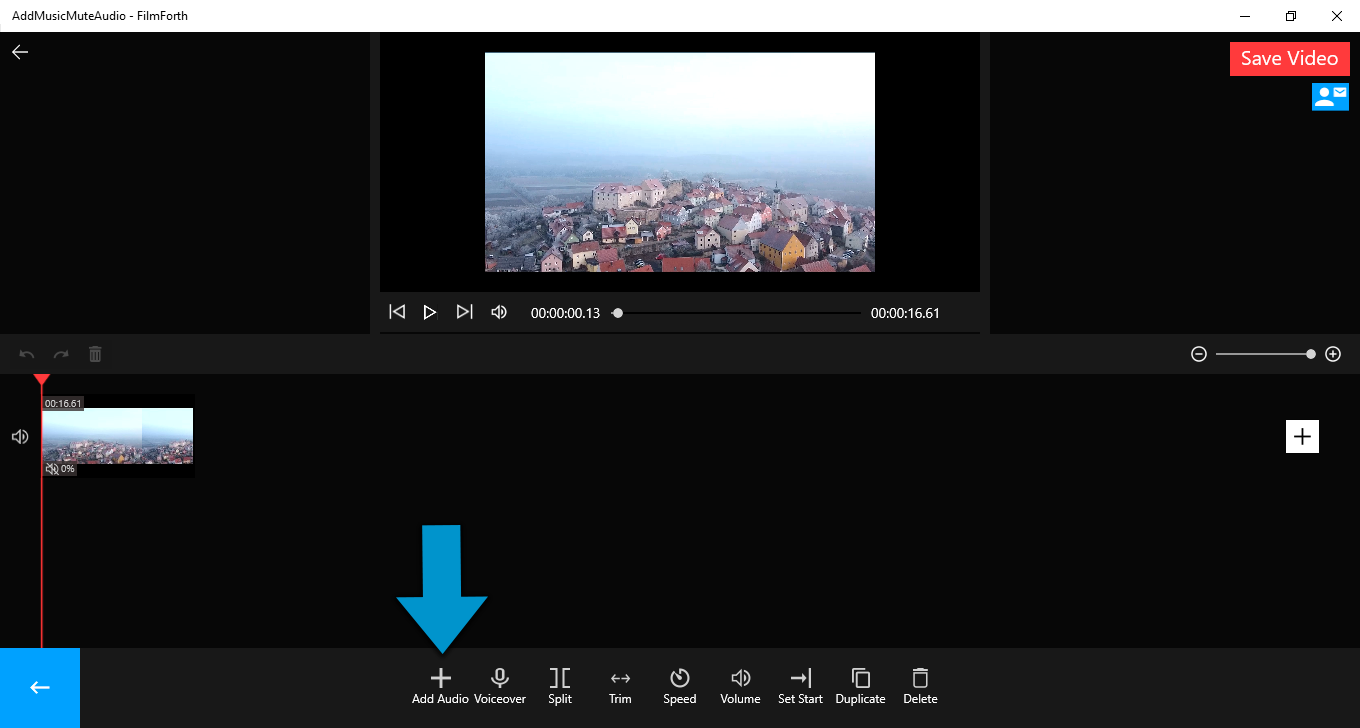 AddMusicMuteAudio - FilmForth
Save Video
00:00:00.13
00:00:16.61
00:16.61
0%
Add Audio
Voiceover
Split
Trim
Speed
Volume
Set Start
Duplicate
Delete